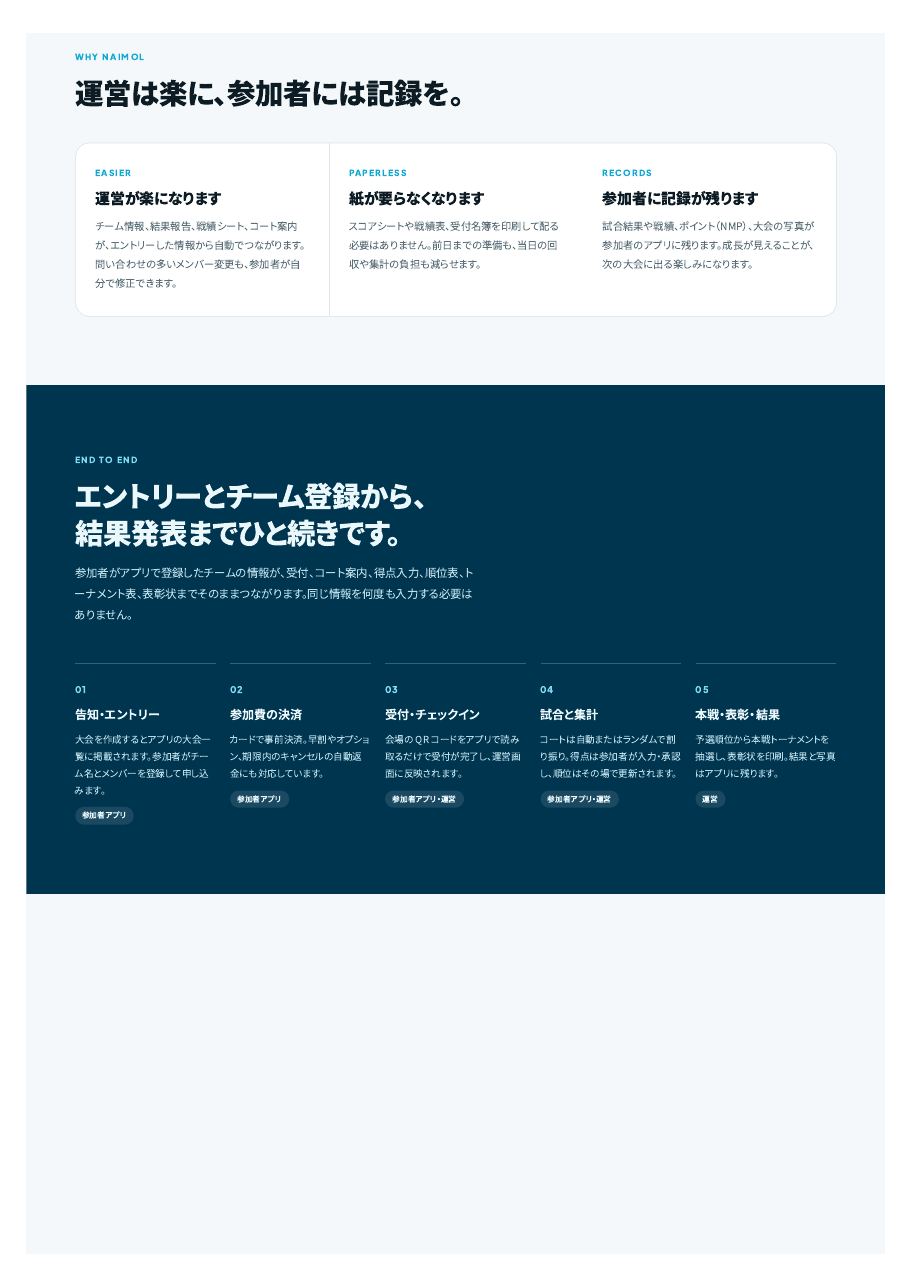 WHY NAIMOL
運営は楽に、参加者には記録を。
EASIER
運営が楽になります
チーム情報、結果報告、戦績シート、コート案内
が、エントリーした情報から自動でつながります。
問い合わせの多いメンバー変更も、参加者が自
分で修正できます。
PAPERLESS
紙が要らなくなります
スコアシートや戦績表、受付名簿を印刷して配る
必要はありません。前日までの準備も、当日の回
収や集計の負担も減らせます。
RECORDS
参加者に記録が残ります
試合結果や戦績、ポイント（NMP）、大会の写真が
参加者のアプリに残ります。成長が見えることが、
次の大会に出る楽しみになります。
END TO END
エントリーとチーム登録から、
結果発表までひと続きです。
参加者がアプリで登録したチームの情報が、受付、コート案内、得点入力、順位表、ト
ーナメント表、表彰状までそのままつながります。同じ情報を何度も入力する必要は
ありません。
01
告知・エントリー
大会を作成するとアプリの大会一
覧に掲載されます。参加者がチー
ム名とメンバーを登録して申し込
みます。
参加者アプリ
02
参加費の決済
カードで事前決済。早割やオプショ
ン、期限内のキャンセルの自動返
金にも対応しています。
参加者アプリ
03
受付・チェックイン
会場のQRコードをアプリで読み
取るだけで受付が完了し、運営画
面に反映されます。
参加者アプリ・運営
04
試合と集計
コートは自動またはランダムで割
り振り。得点は参加者が入力・承認
し、順位はその場で更新されます。
参加者アプリ・運営
05
本戦・表彰・結果
予選順位から本戦トーナメントを
抽選し、表彰状を印刷。結果と写真
はアプリに残ります。
運営